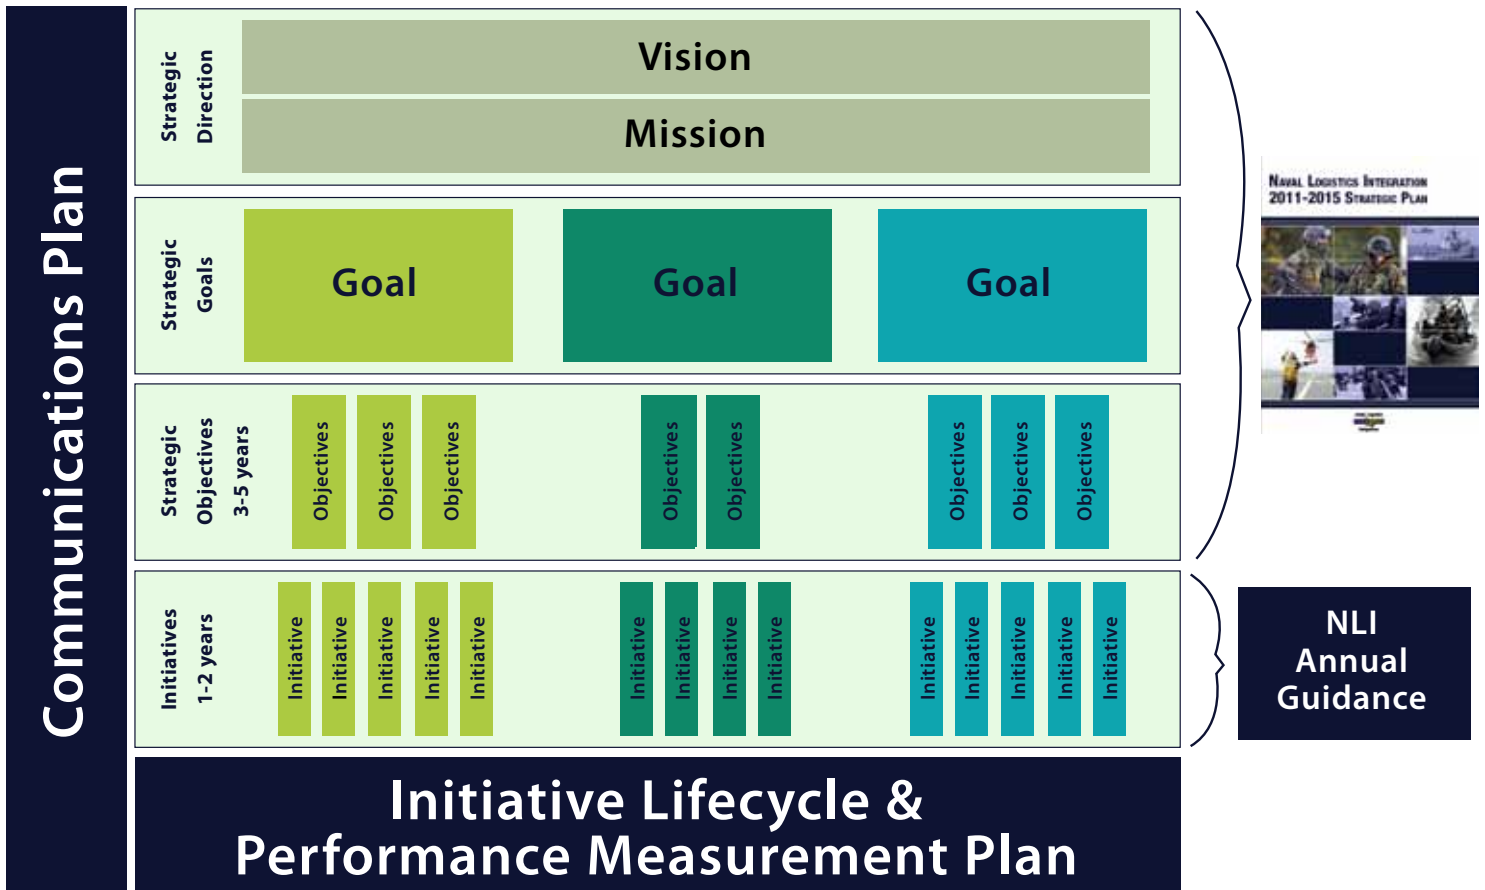 Communications Plan
Strategic
Direction
Vision
Mission
Strategic
Goals
Goal
Goal
Goal
Strategic
Objectives
3-5 years
Objectives
Objectives
Objectives
Objectives
Objectives
Objectives
Objectives
Objectives
Initiatives
1-2 years
Initiative
Initiative
Initiative
Initiative
Initiative
Initiative
Initiative
Initiative
Initiative
Initiative
Initiative
Initiative
Initiative
Initiative
Initiative Lifecycle &
Performance Measurement Plan
Naval Logistics Integration
2011-2015 Strategic Plan
NLI
Annual
Guidance